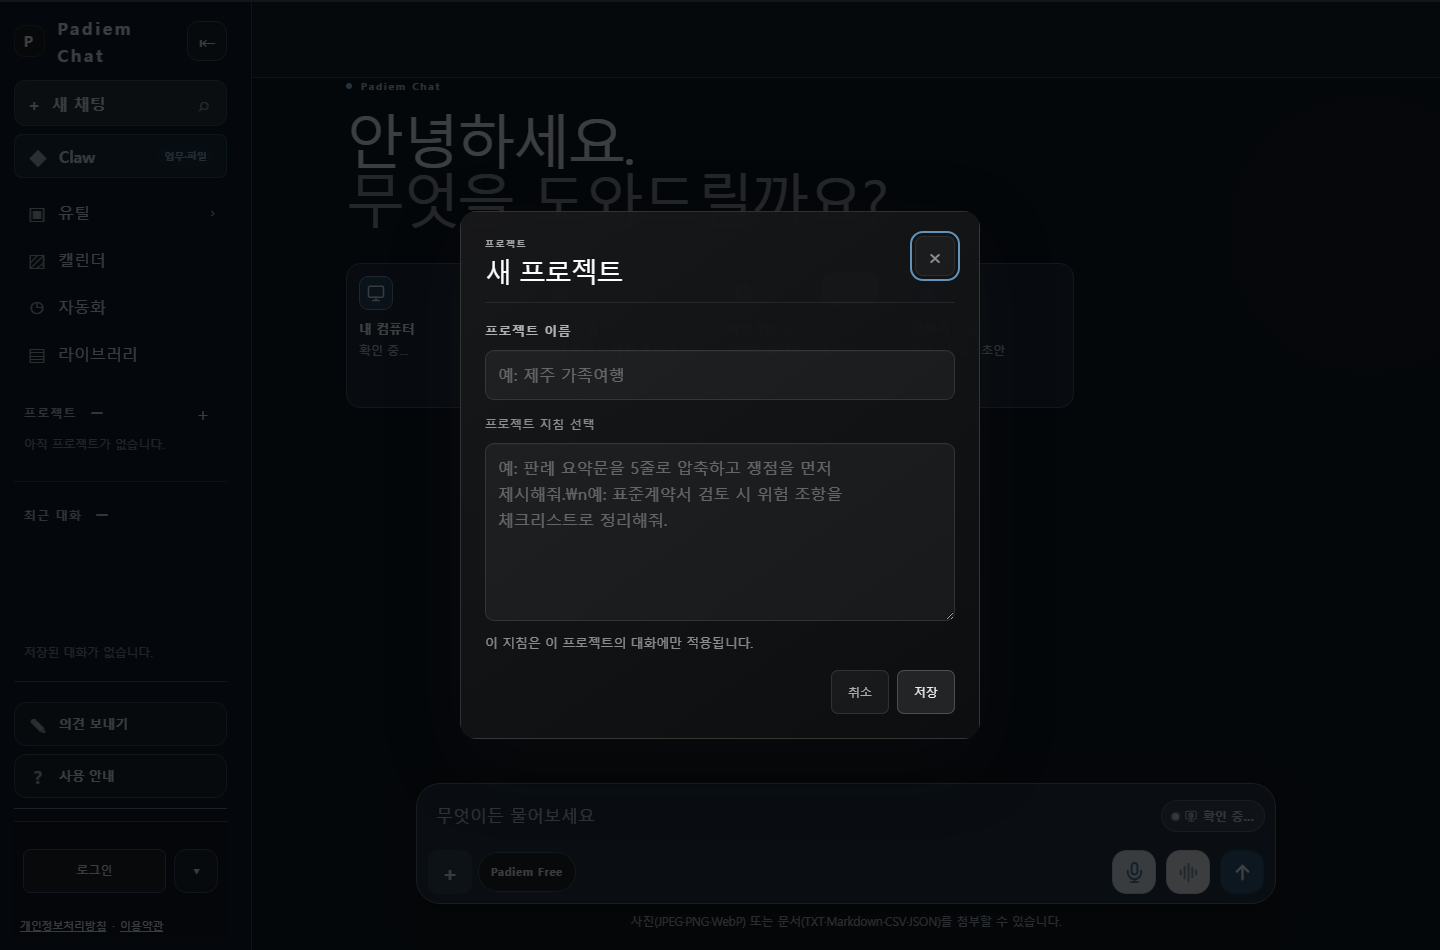 P
Padiem
Chat
+ 새 채팅
Claw
업무·파일
유틸
캘린더
자동화
라이브러리
프로젝트
+
아직 프로젝트가 없습니다.
최근 대화
저장된 대화가 없습니다.
의견 보내기
? 사용 안내
로그인
개인정보처리방침 · 이용약관
Padiem Chat
안녕하세요.
무엇을 도와드릴까요?
내 컴퓨터
확인 중...
초안
프로젝트
새 프로젝트
×
프로젝트 이름
예: 제주 가족여행
프로젝트 지침 선택
예: 판례 요약문을 5줄로 압축하고 쟁점을 먼저
제시해줘.₩n예: 표준계약서 검토 시 위험 조항을
체크리스트로 정리해줘.
이 지침은 이 프로젝트의 대화에만 적용됩니다.
취소
저장
무엇이든 물어보세요
확인 중...
+
Padiem Free
사진(JPEG·PNG·WebP) 또는 문서(TXT·Markdown·CSV·JSON)를 첨부할 수 있습니다.